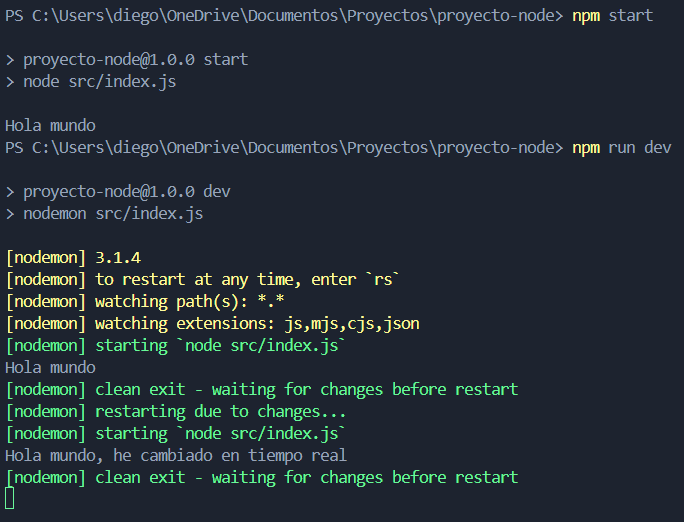 PS C:\Users\diego\OneDrive\Documentos\Proyectos\proyecto-node> npm start
> proyecto-node@1.0.0 start
> node src/index.js
Hola mundo
PS C:\Users\diego\OneDrive\Documentos\Proyectos\proyecto-node> npm run dev
> proyecto-node@1.0.0 dev
> nodemon src/index.js
[nodemon] 3.1.4
[nodemon] to restart at any time, enter `rs`
[nodemon] watching path(s): *.*
[nodemon] watching extensions: js,mjs,cjs,json
[nodemon] starting `node src/index.js`
Hola mundo
[nodemon] clean exit - waiting for changes before restart
[nodemon] restarting due to changes...
[nodemon] starting `node src/index.js`
Hola mundo, he cambiado en tiempo real
[nodemon] clean exit - waiting for changes before restart